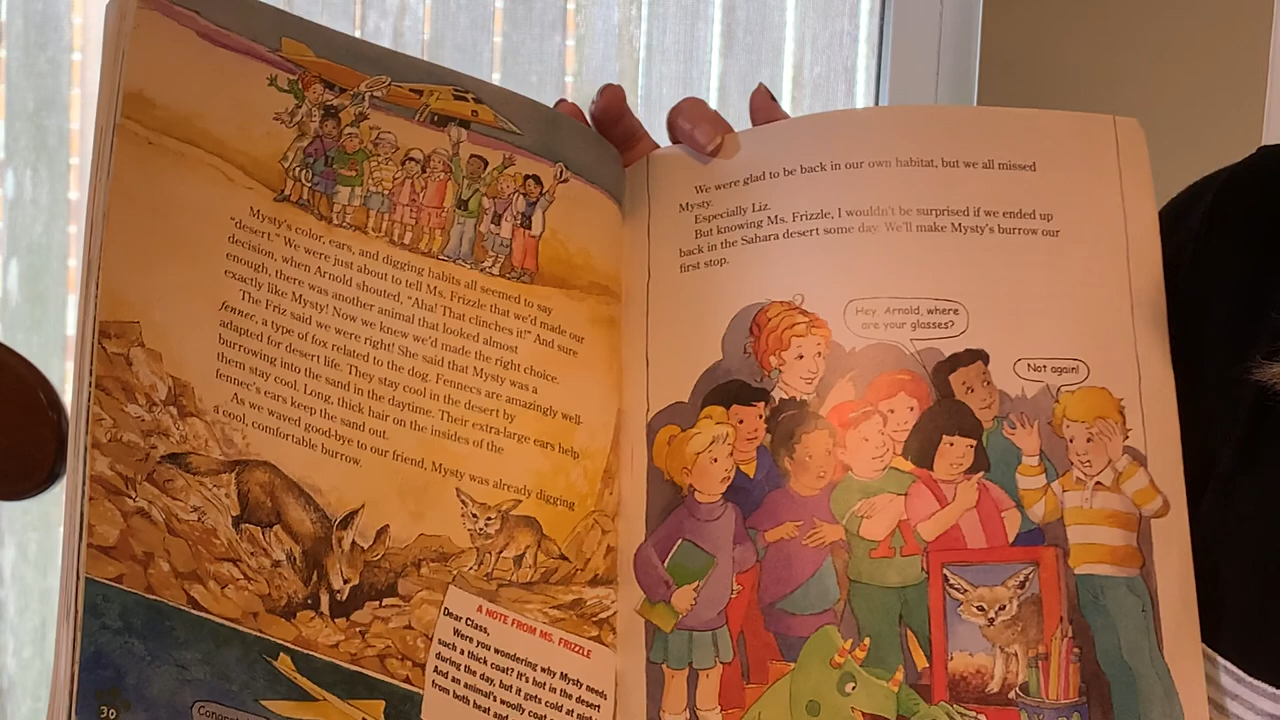 Mysty's color, ears, and digging habits all seemed to say
"desert." We were just about to tell Ms. Frizzle that we'd made our
decision, when Arnold shouted, "Aha! That clinches it!" And sure
enough, there was another animal that looked almost
exactly like Mysty! Now we knew we'd made the right choice.
The Friz said we were right! She said that Mysty was a
fennec, a type of fox related to the dog. Fennecs are amazingly well-
adapted for desert life. They stay cool in the desert by
burrowing into the sand in the daytime. Their extra-large ears help
them stay cool. Long, thick hair on the insides of the
fennec's ears keep the sand out.
As we waved good-bye to our friend, Mysty was already digging
a cool, comfortable burrow.
A NOTE FROM MS. FRIZZLE
Dear Class,
Were you wondering why Mysty needs
such a thick coat? It's hot in the desert
during the day, but it gets cold at night
And an animal's woolly coat
from both heat and
30
We were glad to be back in our own habitat, but we all missed
Mysty.
Especially Liz.
But knowing Ms. Frizzle, I wouldn't be surprised if we ended up
back in the Sahara desert some day. We'll make Mysty's burrow our
first stop.
Hey, Arnold, where
are your glasses?
Not again!